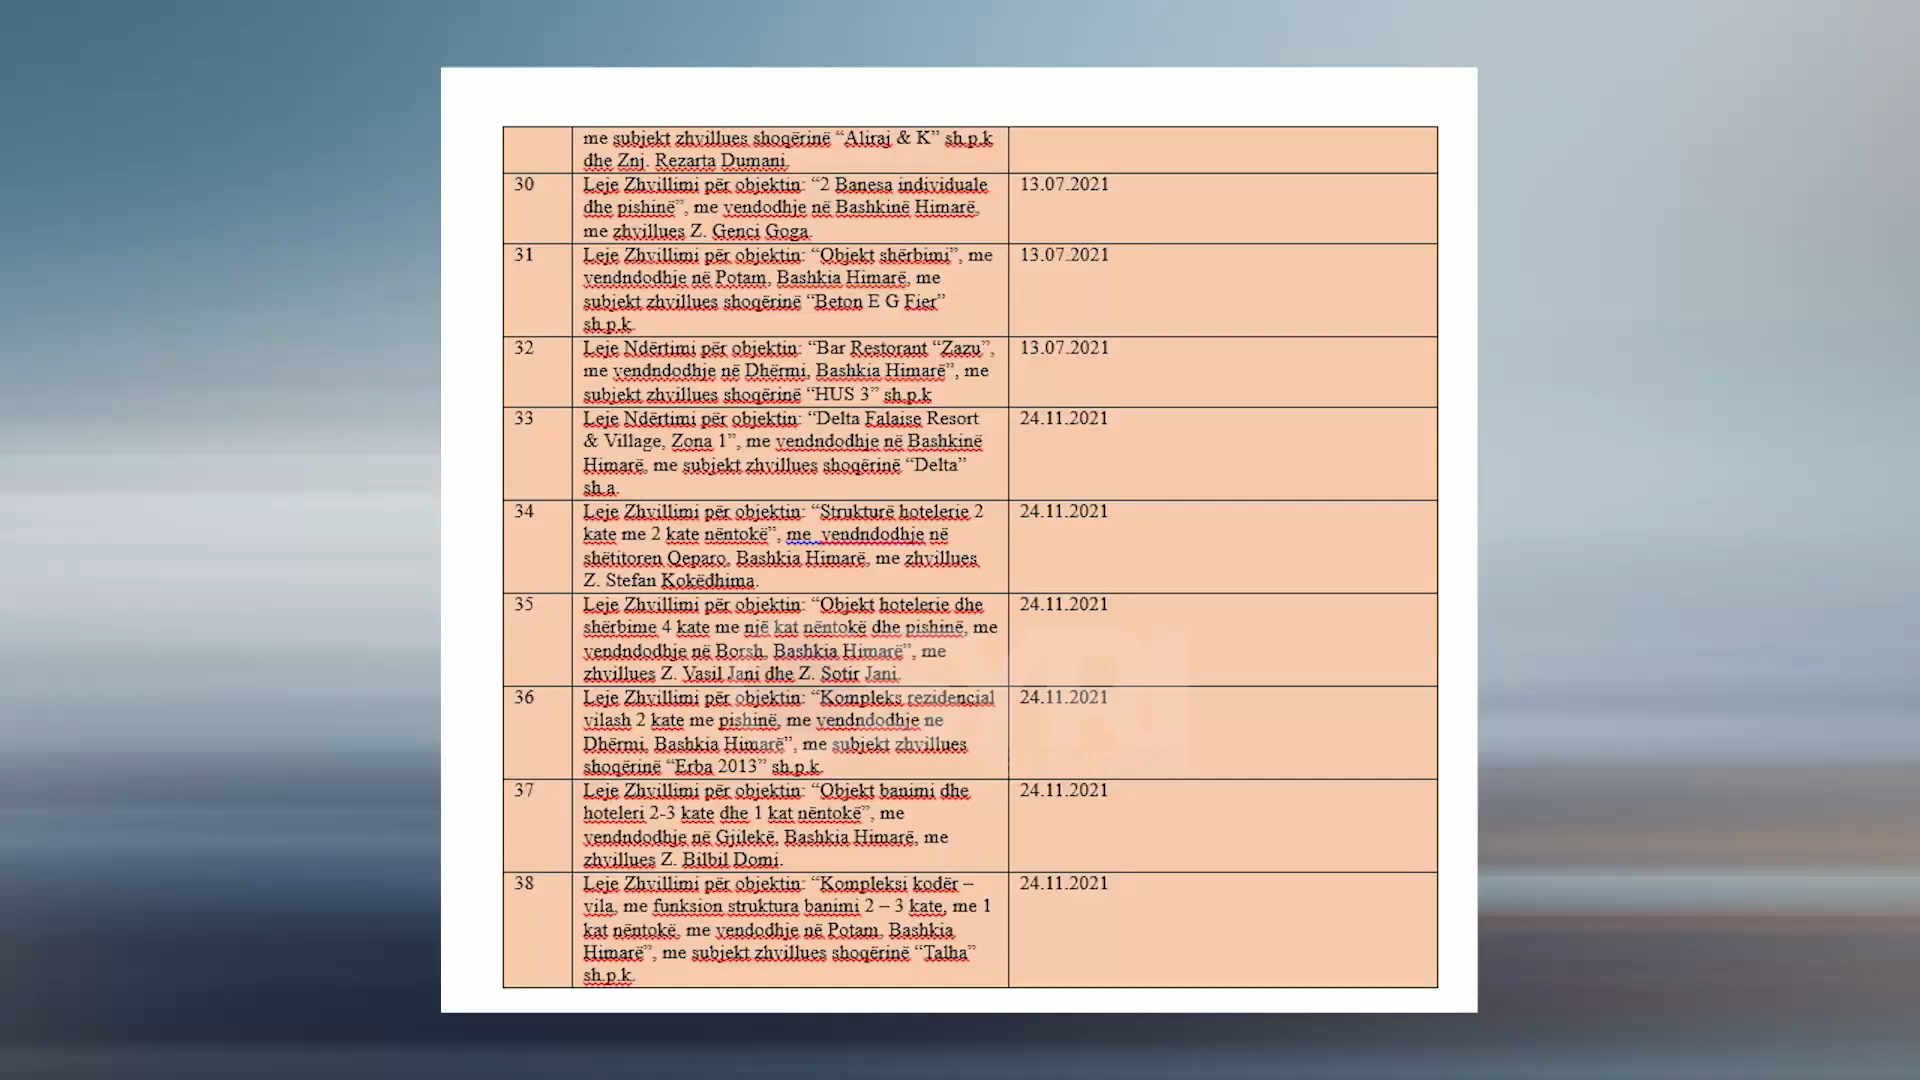 me subjekt zhvillues shoqërinë “Aliraj & K” sh.p.k
dhe Znj. Rezarta Dumani.
30
Leje Zhvillimi për objektin: “2 Banesa individuale
13.07.2021
dhe pishinë”, me vendodhje në Bashkinë Himarë,
me zhvillues Z. Genci Goga.
31
Leje Zhvillimi për objektin: “Objekt shërbimi”, me
13.07.2021
vendndodhje në Potam, Bashkia Himarë, me
subjekt zhvillues shoqërinë “Beton E G Fier”
sh.p.k.
32
Leje Ndërtimi për objektin: “Bar Restorant “Zazu”,
13.07.2021
me vendndodhje në Dhërmi, Bashkia Himarë”, me
subjekt zhvillues shoqërinë “HUS 3” sh.p.k
33
Leje Ndërtimi për objektin: “Delta Falaise Resort
24.11.2021
& Village, Zona 1”, me vendndodhje në Bashkinë
Himarë, me subjekt zhvillues shoqërinë “Delta”
sh.a.
34
Leje Zhvillimi për objektin: “Strukturë hotelerie 2
24.11.2021
kate me 2 kate nëntokë”, me  vendndodhje në
shëtitoren Qeparo, Bashkia Himarë, me zhvillues
Z. Stefan Kokëdhima.
35
Leje Zhvillimi për objektin: “Objekt hotelerie dhe
24.11.2021
shërbime 4 kate me një kat nëntokë dhe pishinë, me
vendndodhje në Borsh, Bashkia Himarë”, me
zhvillues Z. Vasil Jani dhe Z. Sotir Jani.
36
Leje Zhvillimi për objektin: “Kompleks rezidencial
24.11.2021
vilash 2 kate me pishinë, me vendndodhje ne
Dhërmi, Bashkia Himarë”, me subjekt zhvillues
shoqërinë “Erba 2013” sh.p.k.
37
Leje Zhvillimi për objektin: “Objekt banimi dhe
24.11.2021
hoteleri 2-3 kate dhe 1 kat nëntokë”, me
vendndodhje në Gjilekë, Bashkia Himarë, me
zhvillues Z. Bilbil Domi.
38
Leje Zhvillimi për objektin: “Kompleksi kodër –
24.11.2021
vila, me funksion struktura banimi 2 – 3 kate, me 1
kat nëntokë, me vendodhje në Potam, Bashkia
Himarë”, me subjekt zhvillues shoqërinë “Talha”
sh.p.k.